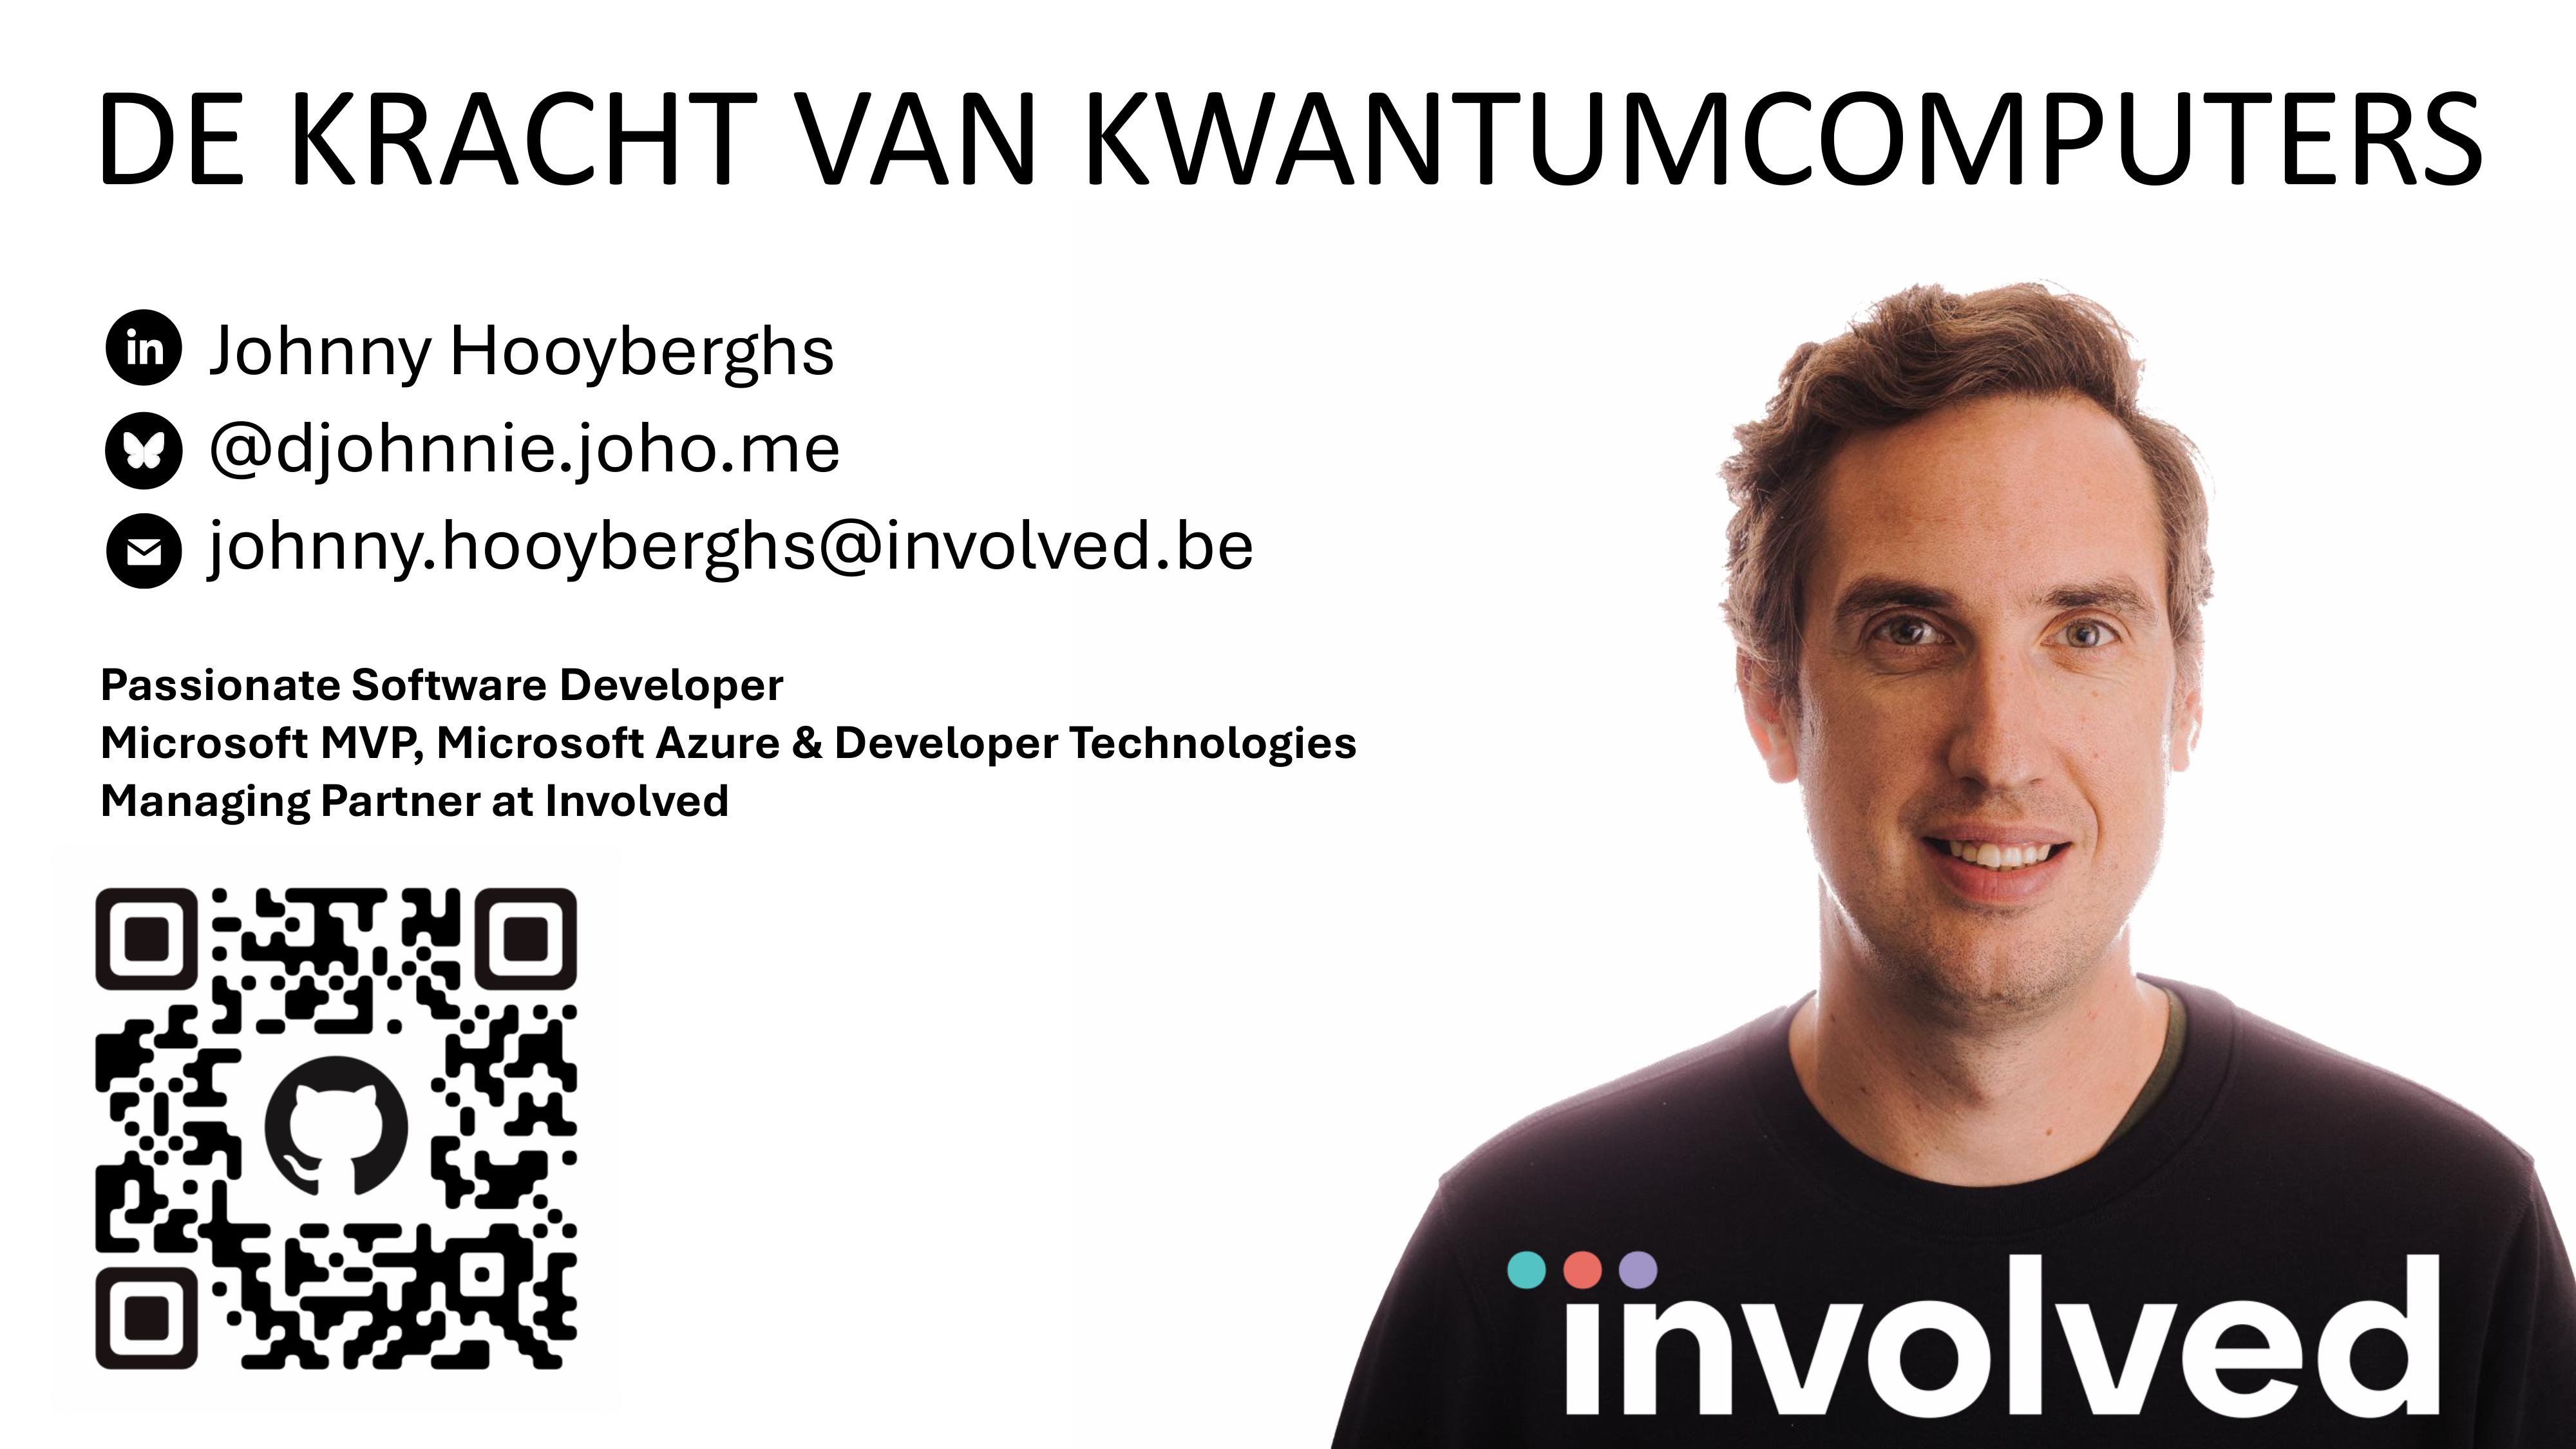 DE KRACHT VAN KWANTUMCOMPUTERS
in Johnny Hooyberghs
@djohnnie.joho.me
johnny.hooyberghs@involved.be
Passionate Software Developer
Microsoft MVP, Microsoft Azure & Developer Technologies
Managing Partner at Involved
involved